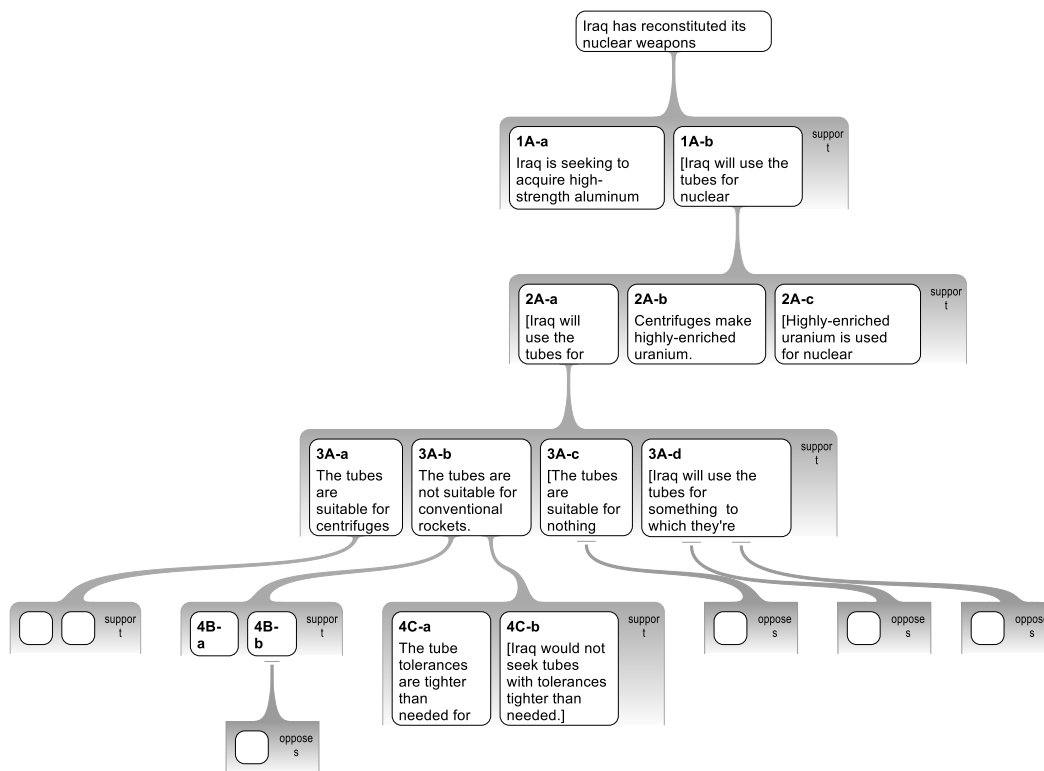 Iraq has reconstituted its
nuclear weapons
1A-a
Iraq is seeking to
acquire high-
strength aluminum
1A-b
[Iraq will use the
tubes for
nuclear
suppor
t
2A-a
[Iraq will
use the
tubes for
2A-b
Centrifuges make
highly-enriched
uranium.
2A-c
[Highly-enriched
uranium is used
for nuclear
suppor
t
3A-a
The tubes
are
suitable for
centrifuges
3A-b
The tubes are
not suitable for
conventional
rockets.
3A-c
[The tubes
are
suitable for
nothing
3A-d
[Iraq will use the
tubes for
something  to
which they're
suppor
t
suppor
t
4B-
a
4B-
b
suppor
t
4C-a
The tube
tolerances
are tighter
than
needed for
4C-b
[Iraq would not
seek tubes
with tolerances
tighter than
needed.]
suppor
t
oppose
s
oppose
s
oppose
s
oppose
s